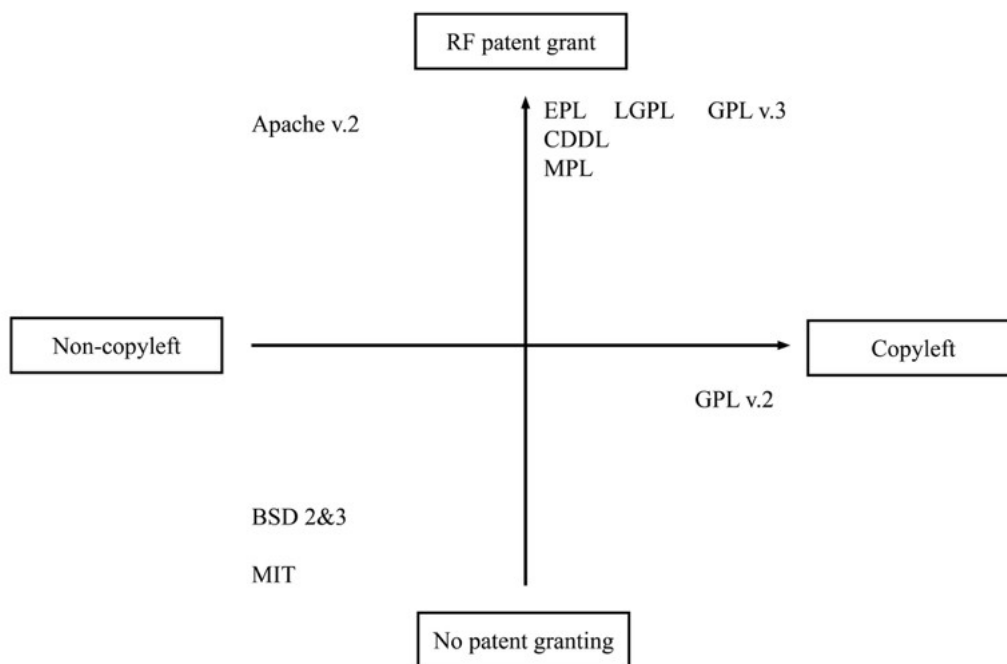 RF patent grant
Apache v.2
EPL LGPL GPL v.3
CDDL
MPL
Non-copyleft
Copyleft
GPL v.2
BSD 2&3
MIT
No patent granting